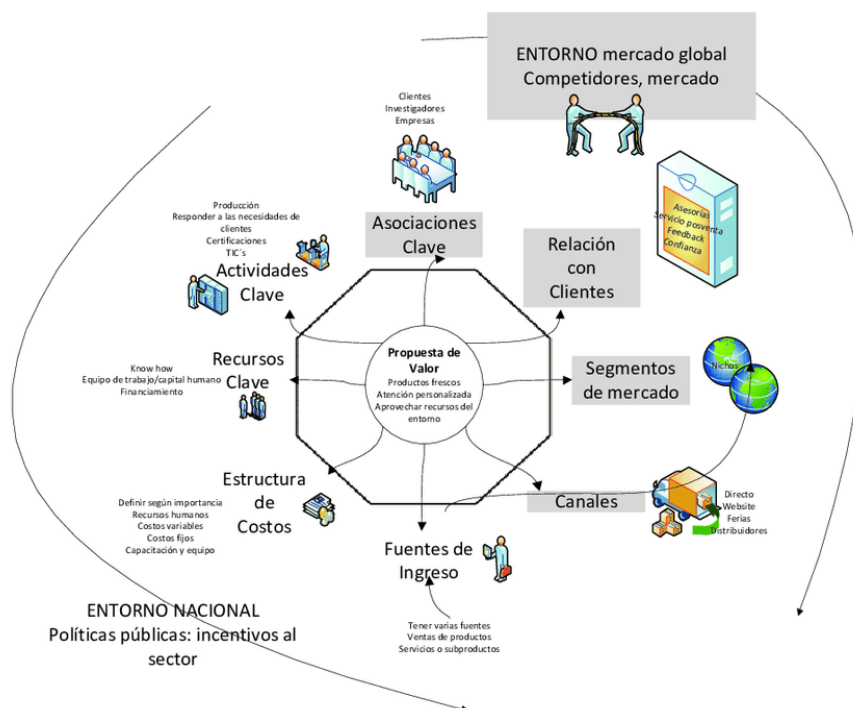 ENTORNO mercado global
Competidores, mercado
Clientes
Investigadores
Empresas
Asociaciones
Clave
Producción
Responder a las necesidades de
clientes
Certificaciones
TIC´s
Actividades
Clave
Relación
con
Clientes
Asesorías
Servicio posventa
Feedback
Confianza
Propuesta de
Valor
Productos frescos
Atención personalizada
Aprovechar recursos del
entorno
Know how
Equipo de trabajo/capital humano
Financiamiento
Recursos
Clave
Segmentos
de mercado
Nichos
Definir según importancia
Recursos humanos
Costos variables
Costos fijos
Capacitación y equipo
Estructura
de
Costos
Canales
Directo
Website
Ferias
Distribuidores
Fuentes de
Ingreso
Tener varias fuentes
Ventas de productos
Servicios o subproductos
ENTORNO NACIONAL
Políticas públicas: incentivos al
sector